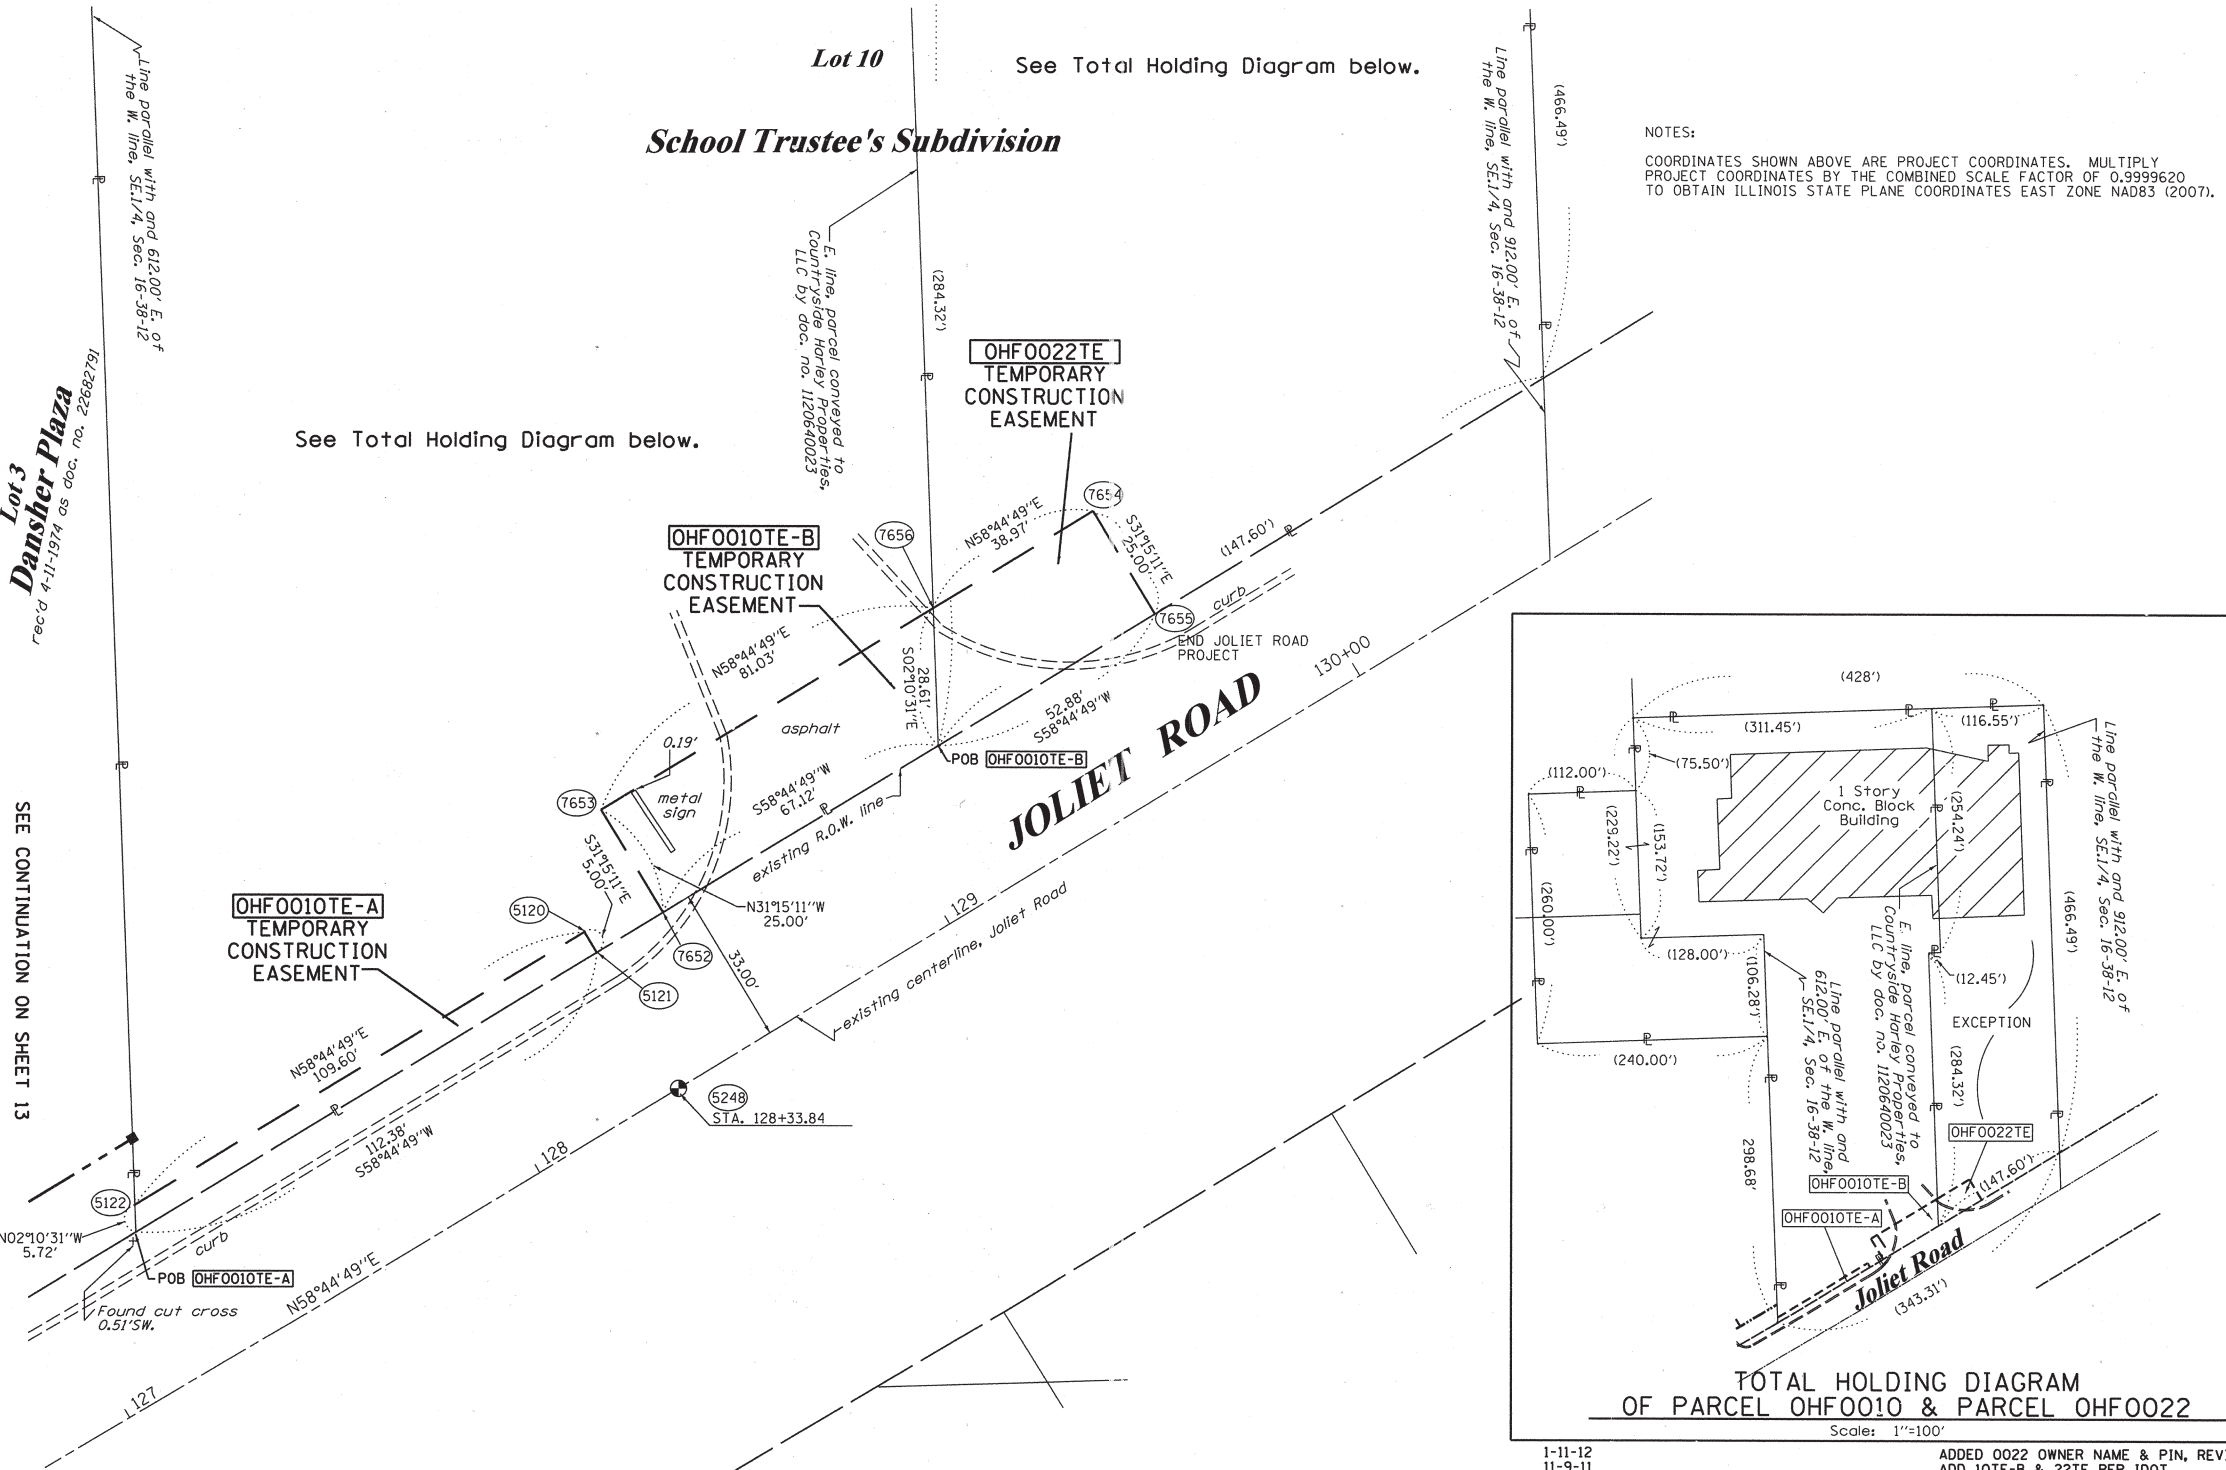 Lot 10
See Total Holding Diagram below.
School Trustee's Subdivision
Line parallel with and 612.00' E. of
the W. line, SE.1/4, Sec. 16-38-12
Line parallel with and 912.00' E. of
the W. line, SE.1/4, Sec. 16-38-12
(466.49')
NOTES:
COORDINATES SHOWN ABOVE ARE PROJECT COORDINATES. MULTIPLY
PROJECT COORDINATES BY THE COMBINED SCALE FACTOR OF 0.9999620
TO OBTAIN ILLINOIS STATE PLANE COORDINATES EAST ZONE NAD83 (2007).
E. line, parcel conveyed to
Countryside Harley Properties,
LLC by doc. no. 1120640023
(284.32')
Lot 3
Dansher Plaza
rec'd 4-11-1974 as doc. no. 22682791
See Total Holding Diagram below.
OHF0022TE
TEMPORARY
CONSTRUCTION
EASEMENT
OHF0010TE-B
TEMPORARY
CONSTRUCTION
EASEMENT
7656
N58°44'49"E
38.97'
7654
S31°15'11"E
25.00'
(147.60')
7655
curb
END JOLIET ROAD
PROJECT
130+00
N58°44'49"E
81.03'
28.61'
S02°10'31"E
52.88'
S58°44'49"W
asphalt
0.19'
POB OHF0010TE-B
JOLIET ROAD
7653
metal
sign
S58°44'49"W
67.12'
existing R.O.W. line
S31°15'11"E
5.00'
N31°15'11"W
25.00'
129
existing centerline, Joliet Road
OHF0010TE-A
TEMPORARY
CONSTRUCTION
EASEMENT
5120
7652
33.00'
5121
SEE CONTINUATION ON SHEET 13
N58°44'49"E
109.60'
5248
STA. 128+33.84
112.38'
S58°44'49"W
128
5122
N02°10'31"W
5.72'
curb
POB OHF0010TE-A
Found cut cross
0.51'SW.
N58°44'49"E
127
(428')
(311.45')
(116.55')
(75.50')
(112.00')
1 Story
Conc. Block
Building
(254.24')
(229.22')
(153.72')
(260.00')
(128.00')
(106.28')
(12.45')
EXCEPTION
(466.49')
Line parallel with and 912.00' E. of
the W. line, SE.1/4, Sec. 16-38-12
E. line, parcel conveyed to
Countryside Harley Properties,
LLC by doc. no. 1120640023
Line parallel with and
612.00' E. of the W. line,
SE.1/4, Sec. 16-38-12
(240.00')
(284.32')
298.68'
OHF0022TE
OHF0010TE-B
(147.60')
OHF0010TE-A
Joliet Road
(343.31')
TOTAL HOLDING DIAGRAM
OF PARCEL OHF0010 & PARCEL OHF0022
Scale: 1"=100'
1-11-12
ADDED 0022 OWNER NAME & PIN, REV
11-9-11
ADD 10TE-B & 22TE PER IDOT